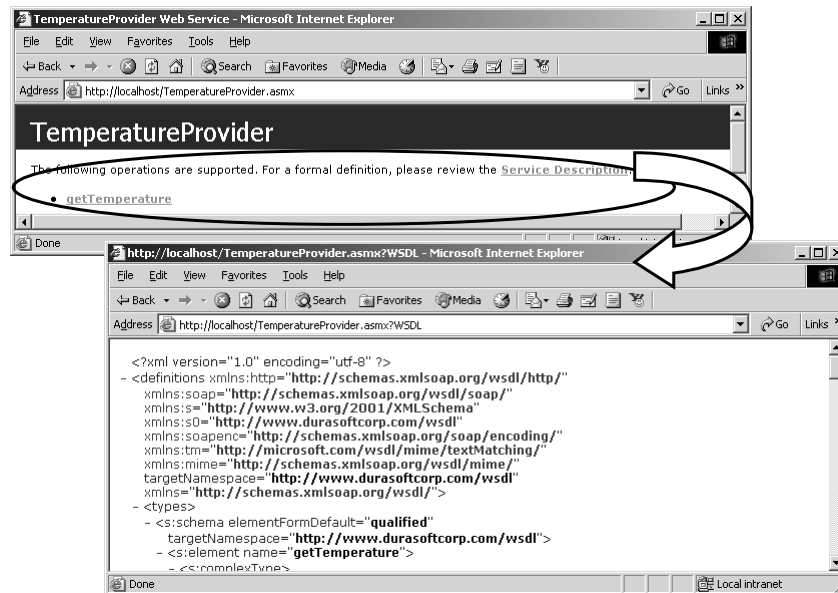 TemperatureProvider Web Service - Microsoft Internet Explorer
File Edit View Favorites Tools Help
Back Search Favorites Media
Address http://localhost/TemperatureProvider.asmx Go Links »
TemperatureProvider
The following operations are supported. For a formal definition, please review the Service Description.
• getTemperature
Done
http://localhost/TemperatureProvider.asmx?WSDL - Microsoft Internet Explorer
File Edit View Favorites Tools Help
Back Search Favorites Media
Address http://localhost/TemperatureProvider.asmx?WSDL Go Links
<?xml version="1.0" encoding="utf-8" ?>
- <definitions xmlns:http="http://schemas.xmlsoap.org/wsdl/http/"
xmlns:soap="http://schemas.xmlsoap.org/wsdl/soap/"
xmlns:s="http://www.w3.org/2001/XMLSchema"
xmlns:s0="http://www.durasoftcorp.com/wsdl"
xmlns:soapenc="http://schemas.xmlsoap.org/soap/encoding/"
xmlns:tm="http://microsoft.com/wsdl/mime/textMatching/"
xmlns:mime="http://schemas.xmlsoap.org/wsdl/mime/"
targetNamespace="http://www.durasoftcorp.com/wsdl"
xmlns="http://schemas.xmlsoap.org/wsdl/">
- <types>
- <s:schema elementFormDefault="qualified"
targetNamespace="http://www.durasoftcorp.com/wsdl">
- <s:element name="getTemperature">
- <s:complexType>
Done Local intranet